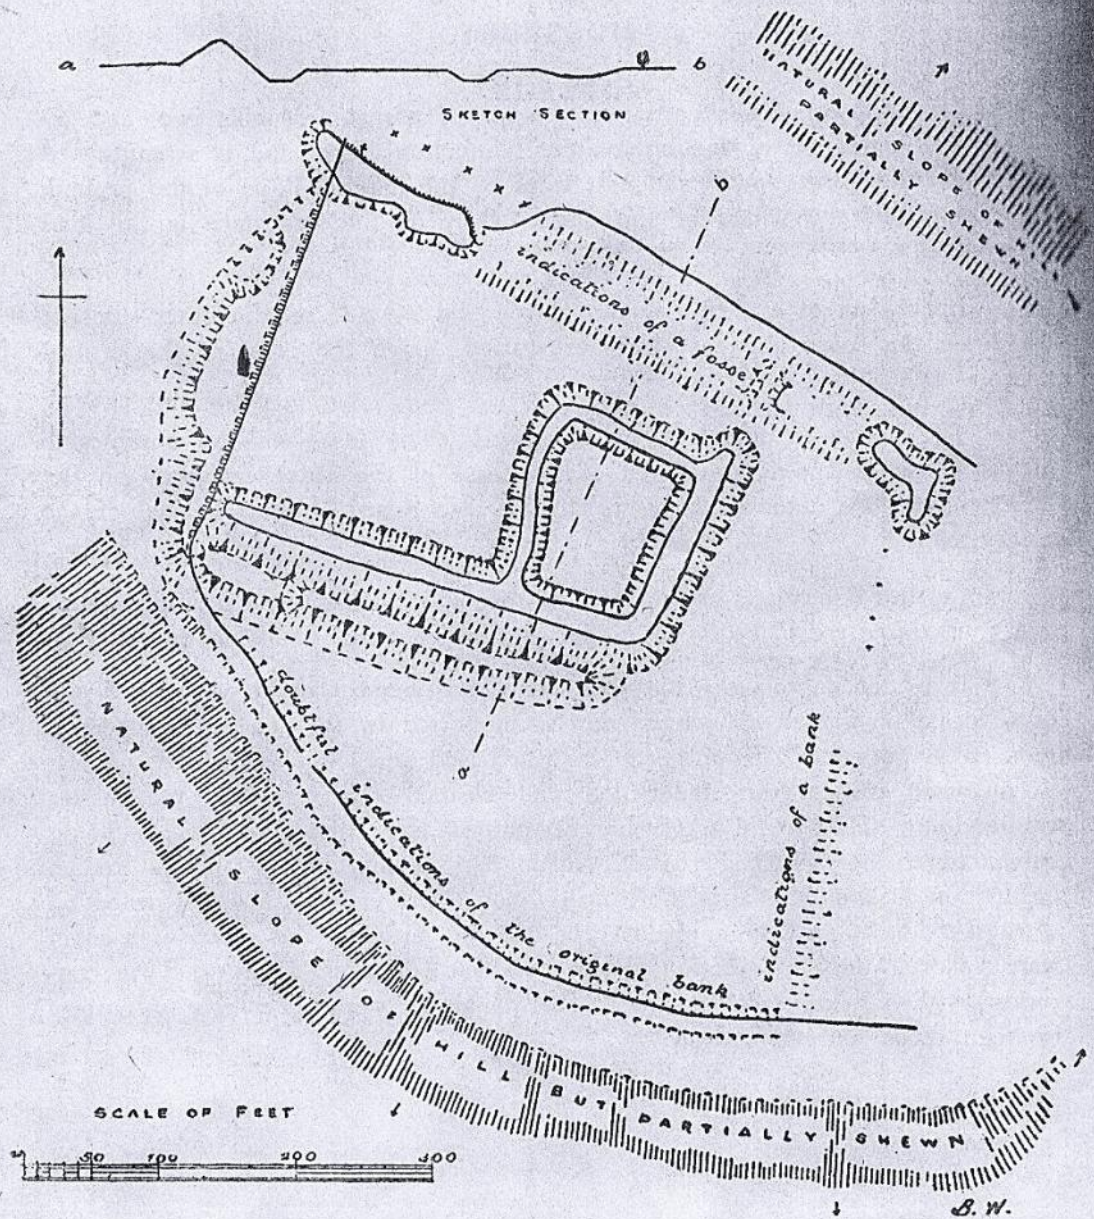 a
b
SKETCH SECTION
NATURAL SLOPE OF HILL
PARTIALLY SHEWN
b
indications of a fosse
a
doubtful indications of the original bank
indications of a bank
NATURAL SLOPE OF HILL BUT PARTIALLY SHEWN
SCALE OF FEET
50 100 200 300
B.W.